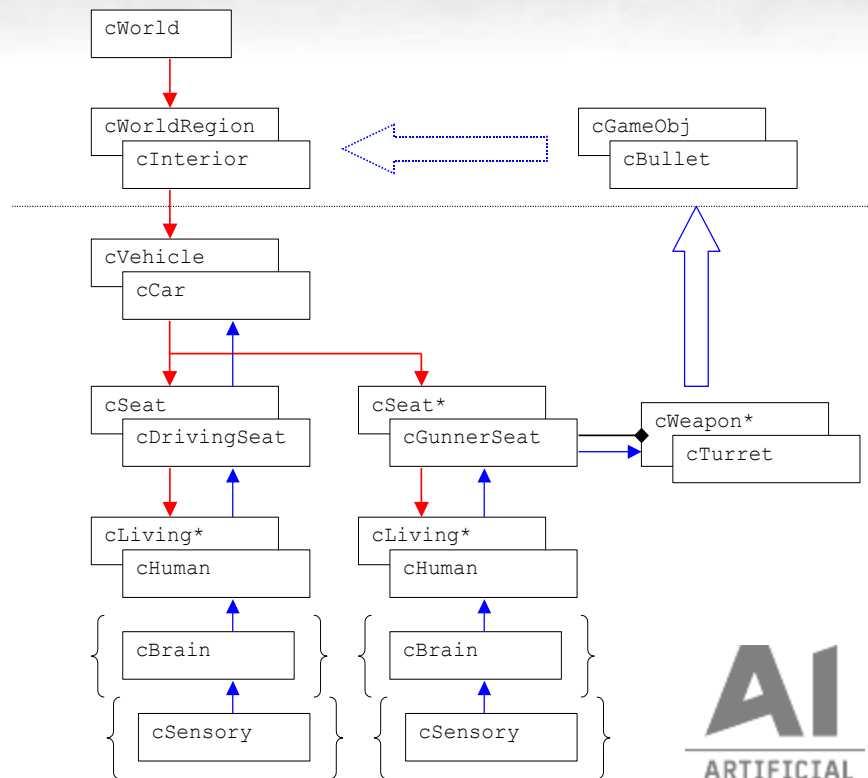 cWorld
cWorldRegion
cInterior
cGameObj
cBullet
cVehicle
cCar
cSeat
cDrivingSeat
cSeat*
cGunnerSeat
cWeapon*
cTurret
cLiving*
cHuman
cLiving*
cHuman
cBrain
cBrain
cSensory
cSensory
AI
ARTIFICIAL